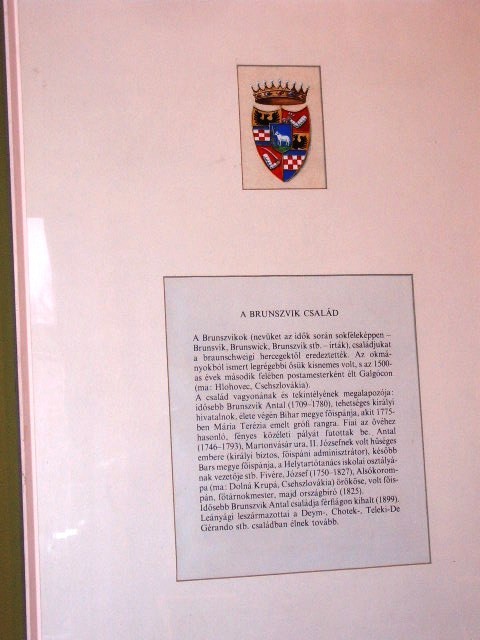 A BRUNSZVIK CSALÁD
A Brunszvikok (nevüket az idők során sokféleképpen –
Brunsvik, Brunswick, Brunszvik stb. – írták), családjukat
a braunschweigi hercegektől eredeztették. Az okmá-
nyokból ismert legrégebbi ősük kisnemes volt, s az 1500-
as évek második felében postamesterként élt Galgócon
(ma: Hlohovec, Csehszlovákia).
A család vagyonának és tekintélyének megalapozója:
idősebb Brunszvik Antal (1709–1780), tehetséges királyi
hivatalnok, élete végén Bihar megye főispánja, akit 1775-
ben Mária Terézia emelt grófi rangra. Fiai az övéhez
hasonló, fényes közéleti pályát futottak be. Antal
(1746–1793), Martonvásár ura, II. Józsefnek volt hűséges
embere (királyi biztos, főispáni adminisztrátor), később
Bars megye főispánja, a Helytartótanács iskolai osztályá-
nak vezetője stb. Fivére, József (1750–1827), Alsókorom-
pa (ma: Dolná Krupá, Csehszlovákia) örököse, volt főis-
pán, főtárnokmester, majd országbíró (1825).
Idősebb Brunszvik Antal családja férfiágon kihalt (1899).
Leányági leszármazottai a Deym-, Chotek-, Teleki-De
Gérando stb. családban élnek tovább.